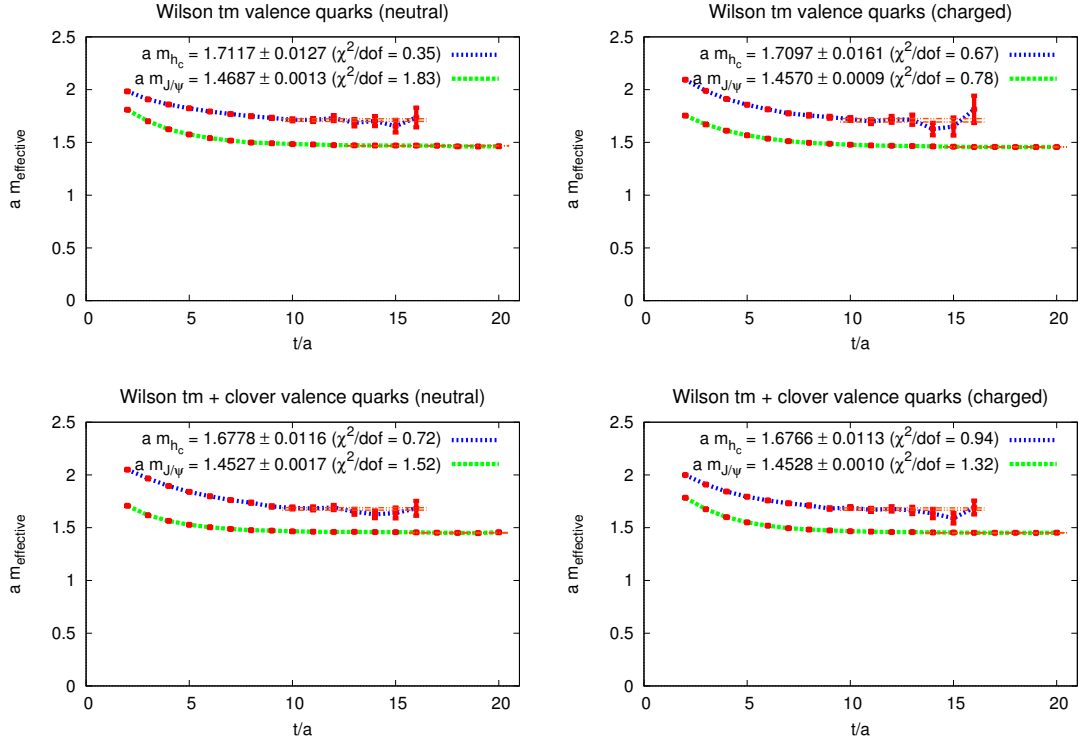 Wilson tm valence quarks (neutral)
a m_{h_c} = 1.7117 ± 0.0127 (χ²/dof = 0.35)
a m_{J/ψ} = 1.4687 ± 0.0013 (χ²/dof = 1.83)
2.5
2
1.5
1
0.5
0
a m_{effective}
0 5 10 15 20
t/a
Wilson tm valence quarks (charged)
a m_{h_c} = 1.7097 ± 0.0161 (χ²/dof = 0.67)
a m_{J/ψ} = 1.4570 ± 0.0009 (χ²/dof = 0.78)
2.5
2
1.5
1
0.5
0
a m_{effective}
0 5 10 15 20
t/a
Wilson tm + clover valence quarks (neutral)
a m_{h_c} = 1.6778 ± 0.0116 (χ²/dof = 0.72)
a m_{J/ψ} = 1.4527 ± 0.0017 (χ²/dof = 1.52)
2.5
2
1.5
1
0.5
0
a m_{effective}
0 5 10 15 20
t/a
Wilson tm + clover valence quarks (charged)
a m_{h_c} = 1.6766 ± 0.0113 (χ²/dof = 0.94)
a m_{J/ψ} = 1.4528 ± 0.0010 (χ²/dof = 1.32)
2.5
2
1.5
1
0.5
0
a m_{effective}
0 5 10 15 20
t/a